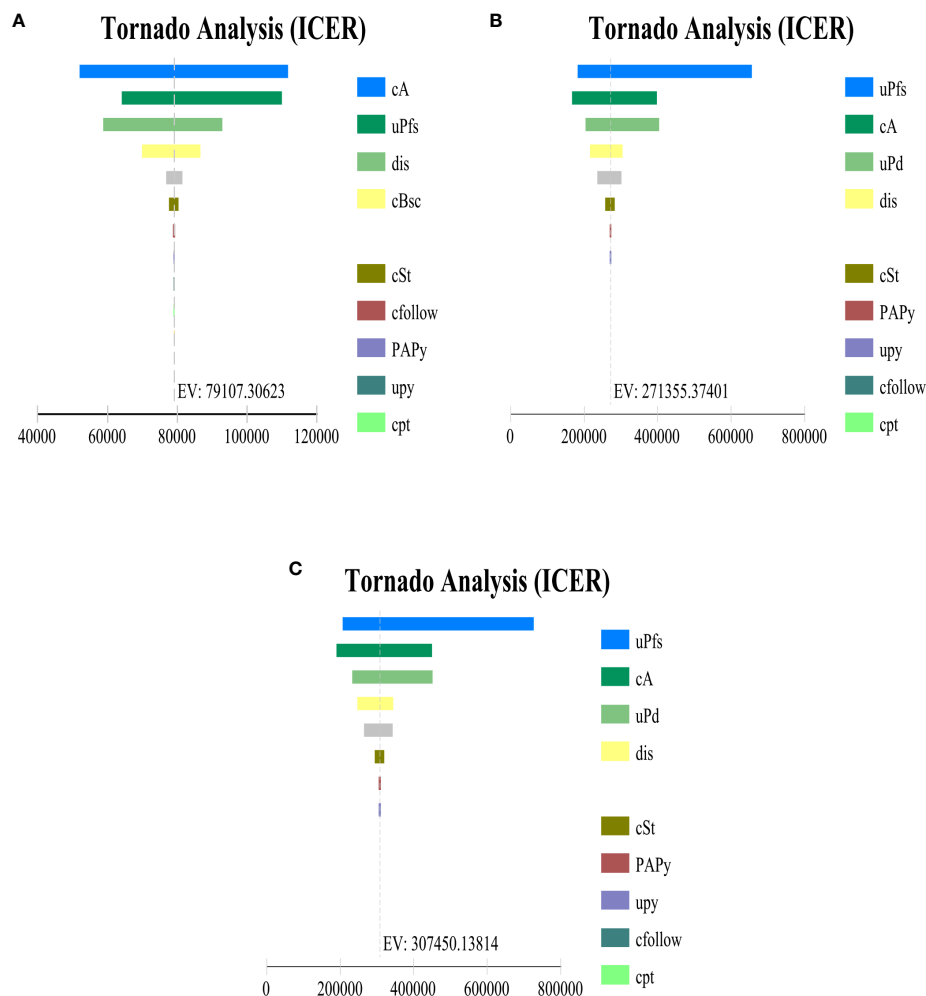 A
Tornado Analysis (ICER)
cA
uPfs
dis
cBsc
cSt
cfollow
PAPy
upy
cpt
EV: 79107.30623
40000 60000 80000 100000 120000
B
Tornado Analysis (ICER)
uPfs
cA
uPd
dis
cSt
PAPy
upy
cfollow
cpt
EV: 271355.37401
0 200000 400000 600000 800000
C
Tornado Analysis (ICER)
uPfs
cA
uPd
dis
cSt
PAPy
upy
cfollow
cpt
EV: 307450.13814
0 200000 400000 600000 800000